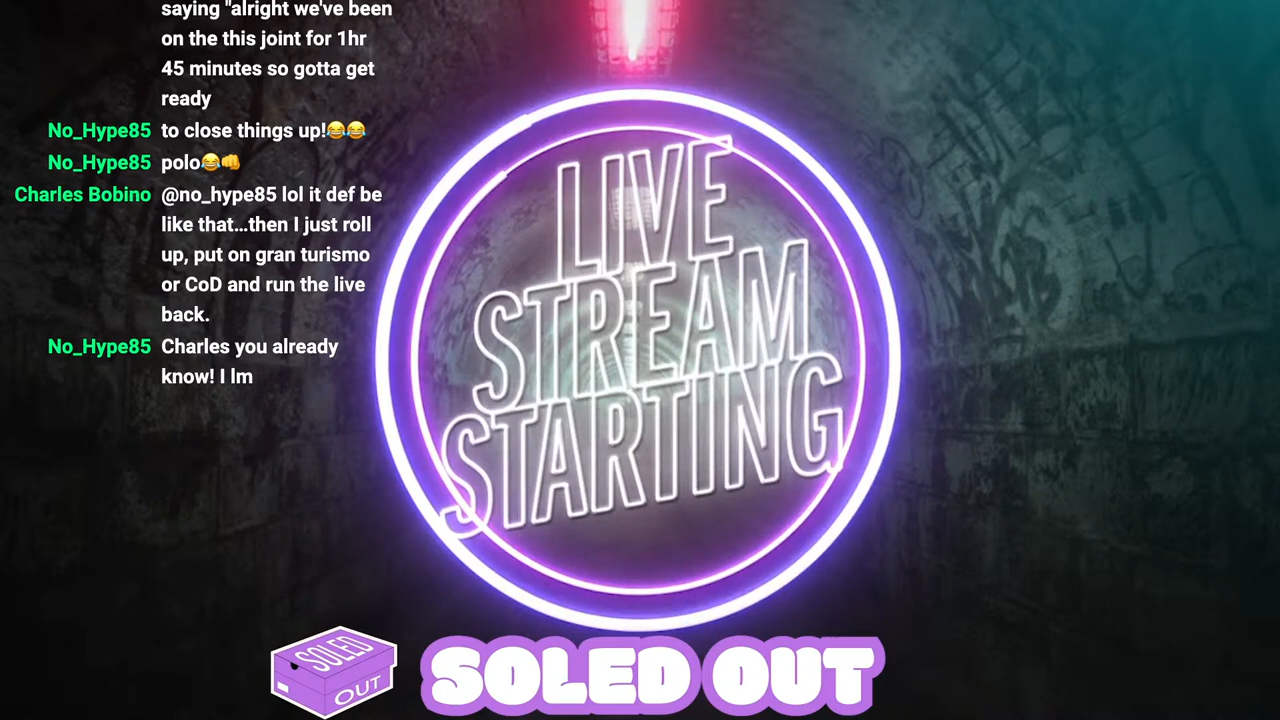 saying "alright we've been
on the this joint for 1hr
45 minutes so gotta get
ready
No_Hype85 to close things up!😂😂
No_Hype85 polo😂👊
Charles Bobino @no_hype85 lol it def be
like that...then I just roll
up, put on gran turismo
or CoD and run the live
back.
No_Hype85 Charles you already
know! I lm
LIVE
STREAM
STARTING
SOLED
OUT
SOLED OUT